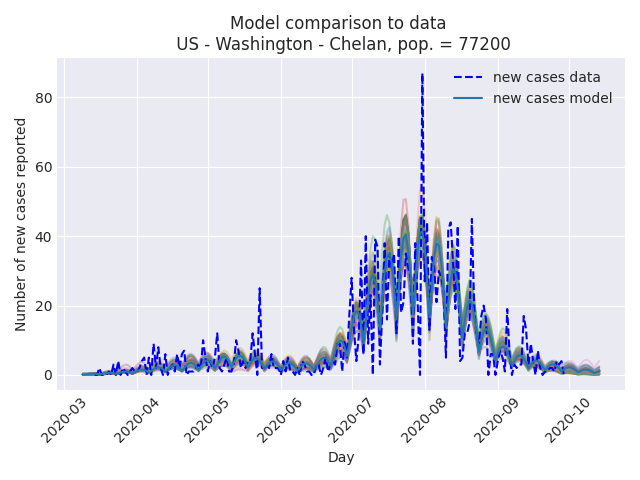 Model comparison to data
US - Washington - Chelan, pop. = 77200
new cases data
new cases model
Number of new cases reported
80
60
40
20
0
2020-03
2020-04
2020-05
2020-06
2020-07
2020-08
2020-09
2020-10
Day